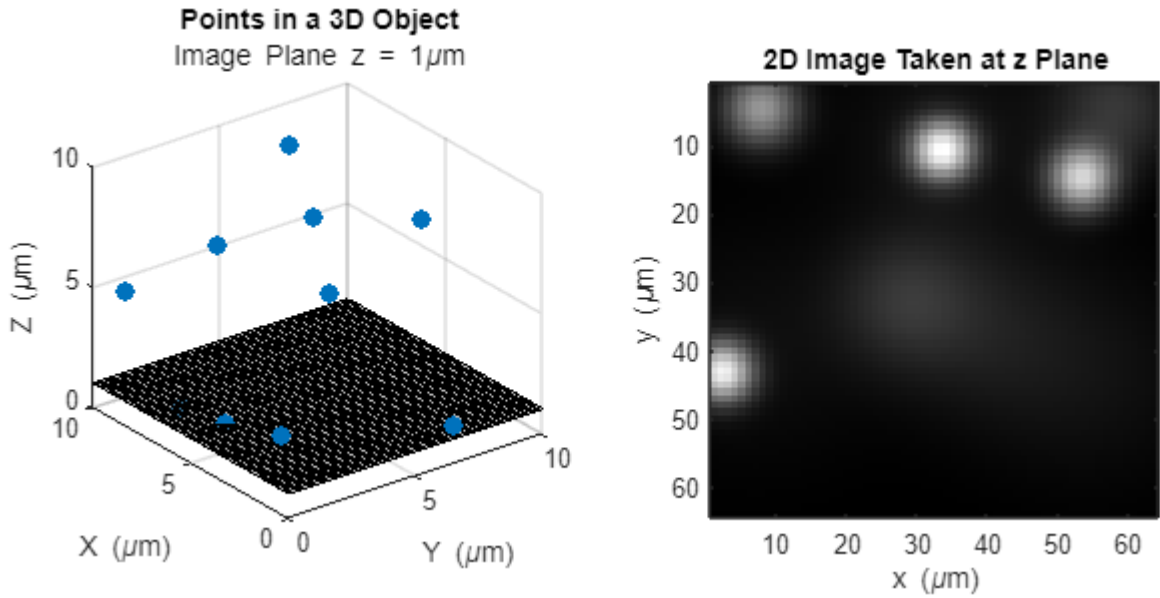 Points in a 3D Object
Image Plane z = 1μm
10
5
0
Z (μm)
10
5
0
X (μm)
0
5
10
Y (μm)
2D Image Taken at z Plane
10
20
30
40
50
60
y (μm)
10 20 30 40 50 60
x (μm)